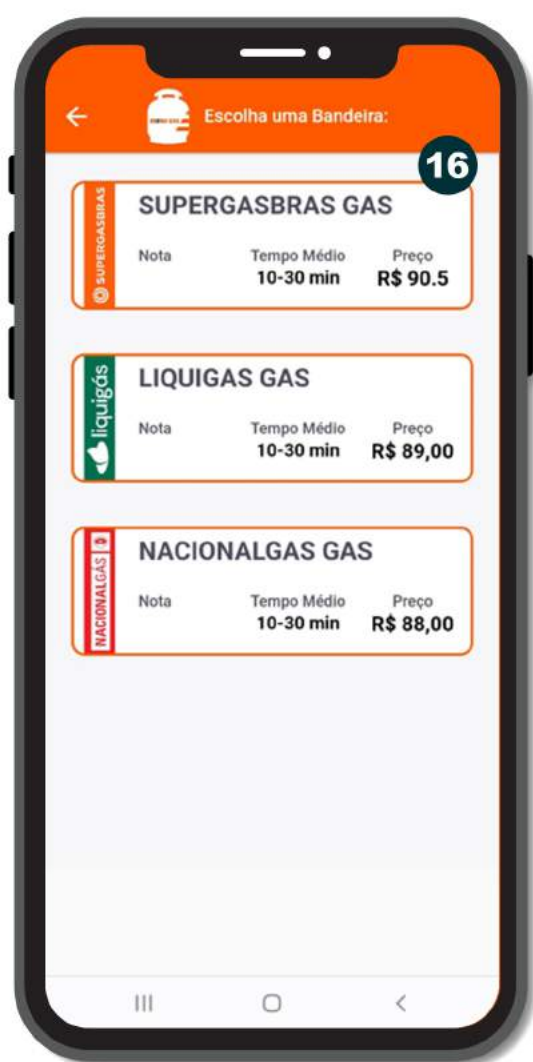 Escolha uma Bandeira:
16
SUPERGASBRAS
SUPERGASBRAS GAS
Nota Tempo Médio Preço
10-30 min R$ 90.5
liquigás
LIQUIGAS GAS
Nota Tempo Médio Preço
10-30 min R$ 89,00
NACIONALGÁS
NACIONALGAS GAS
Nota Tempo Médio Preço
10-30 min R$ 88,00